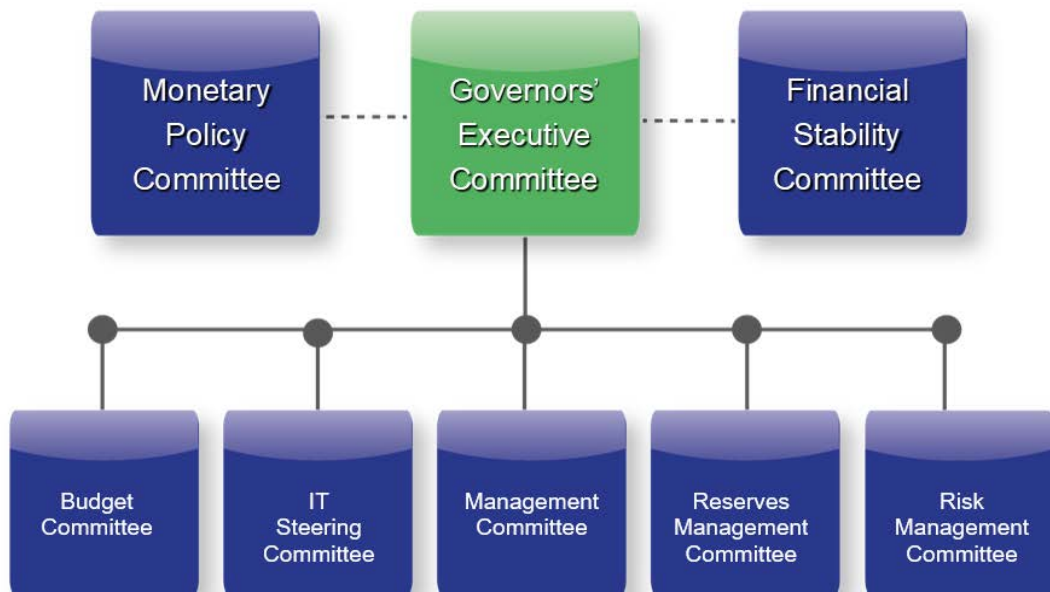 Monetary
Policy
Committee
Governors’
Executive
Committee
Financial
Stability
Committee
Budget
Committee
IT
Steering
Committee
Management
Committee
Reserves
Management
Committee
Risk
Management
Committee